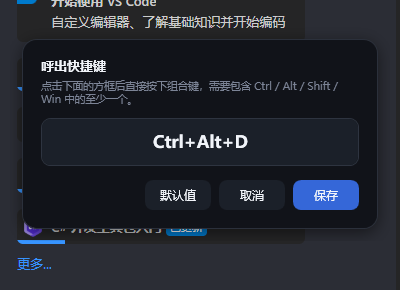 开始使用 VS Code
自定义编辑器、了解基础知识并开始编码
呼出快捷键
点击下面的方框后直接按下组合键，需要包含 Ctrl / Alt / Shift /
Win 中的至少一个。
Ctrl+Alt+D
默认值
取消
保存
更多...